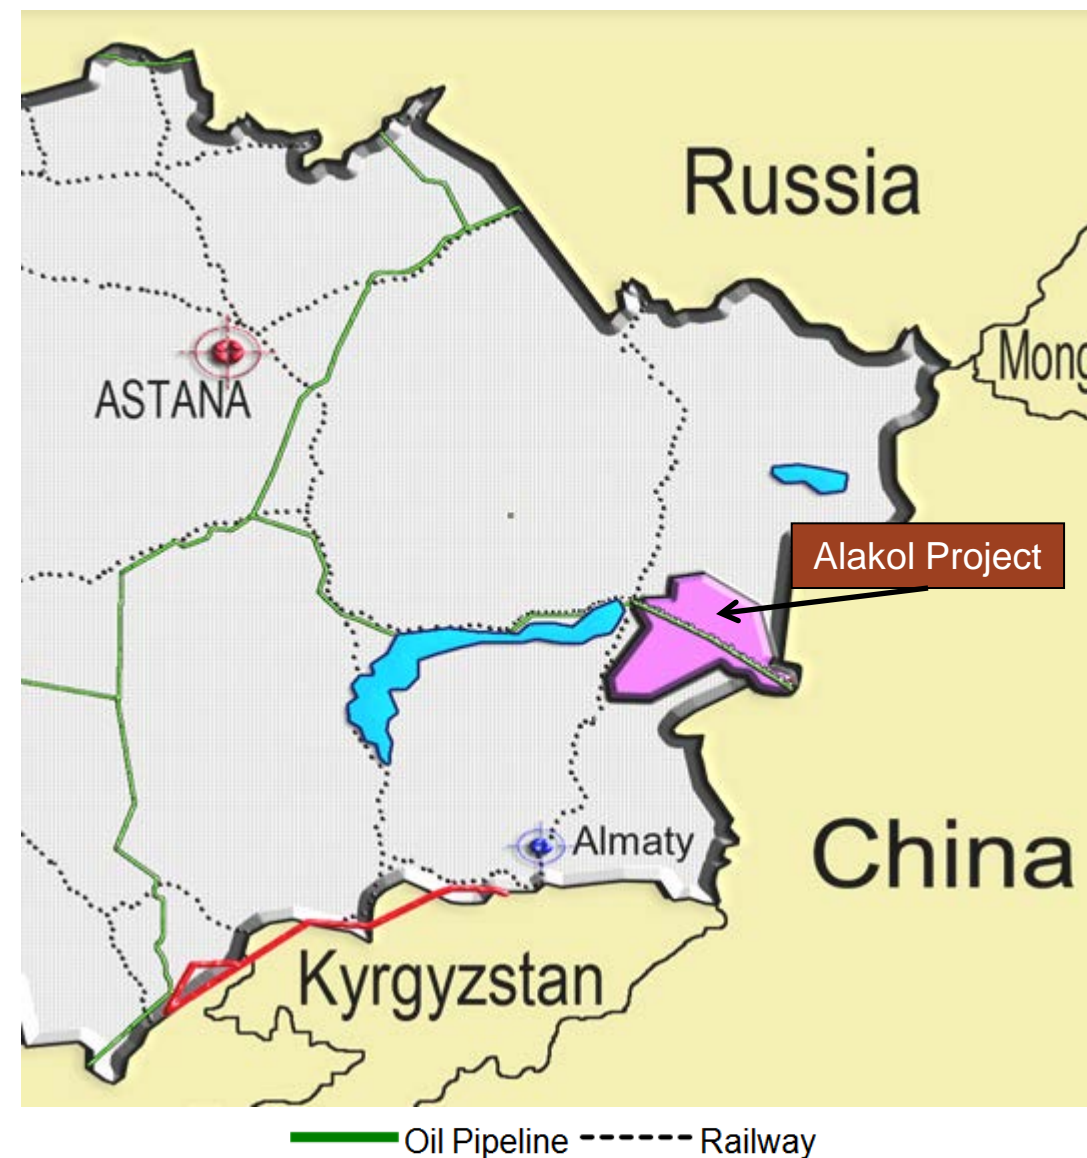 Russia
Mong
ASTANA
Alakol Project
Almaty
China
Kyrgyzstan
Oil Pipeline
Railway